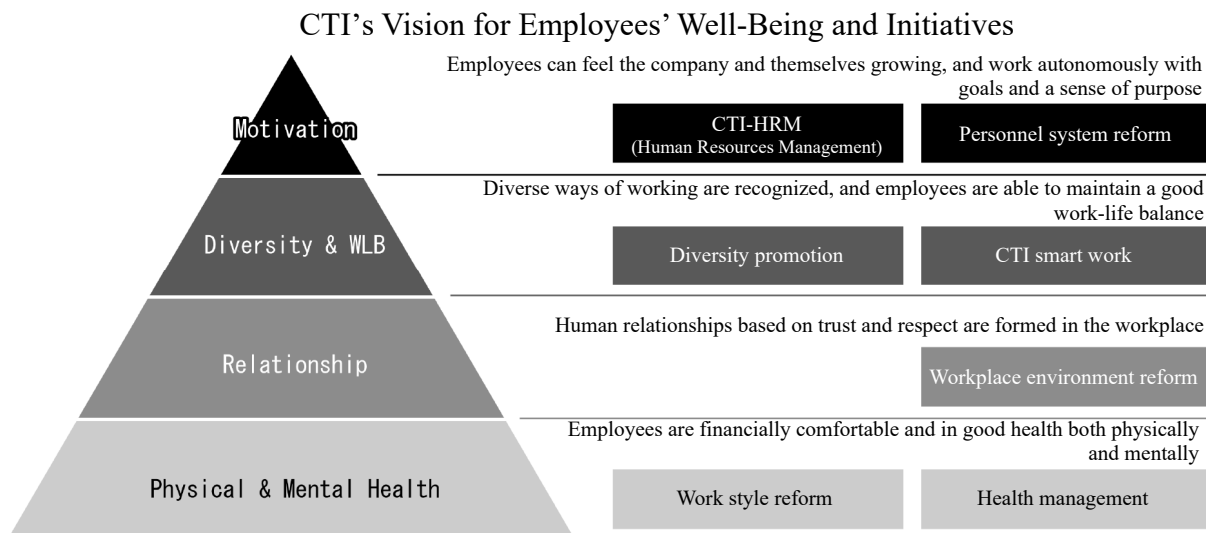 CTI's Vision for Employees' Well-Being and Initiatives
Motivation
Employees can feel the company and themselves growing, and work autonomously with
goals and a sense of purpose
CTI-HRM
(Human Resources Management)
Personnel system reform
Diversity & WLB
Diverse ways of working are recognized, and employees are able to maintain a good
work-life balance
Diversity promotion
CTI smart work
Relationship
Human relationships based on trust and respect are formed in the workplace
Workplace environment reform
Physical & Mental Health
Employees are financially comfortable and in good health both physically
and mentally
Work style reform
Health management